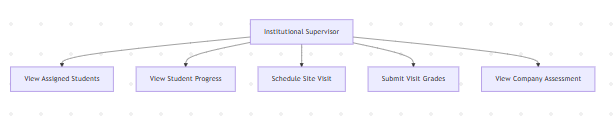 Institutional Supervisor
View Assigned Students
View Student Progress
Schedule Site Visit
Submit Visit Grades
View Company Assessment